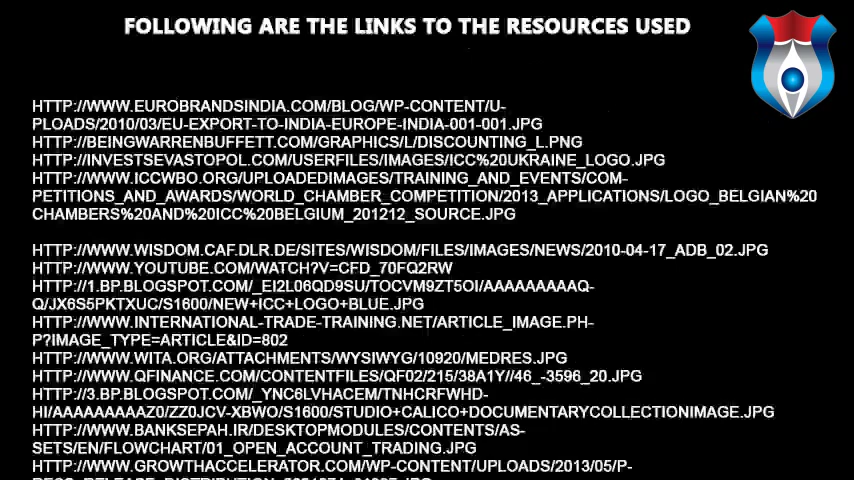 FOLLOWING ARE THE LINKS TO THE RESOURCES USED
HTTP://WWW.EUROBRANDSINDIA.COM/BLOG/WP-CONTENT/U-
PLOADS/2010/03/EU-EXPORT-TO-INDIA-EUROPE-INDIA-001-001.JPG
HTTP://BEINGWARRENBUFFETT.COM/GRAPHICS/L/DISCOUNTING_L.PNG
HTTP://INVESTSEVASTOPOL.COM/USERFILES/IMAGES/ICC%20UKRAINE_LOGO.JPG
HTTP://WWW.ICCWBO.ORG/UPLOADEDIMAGES/TRAINING_AND_EVENTS/COM-
PETITIONS_AND_AWARDS/WORLD_CHAMBER_COMPETITION/2013_APPLICATIONS/LOGO_BELGIAN%20
CHAMBERS%20AND%20ICC%20BELGIUM_201212_SOURCE.JPG
HTTP://WWW.WISDOM.CAF.DLR.DE/SITES/WISDOM/FILES/IMAGES/NEWS/2010-04-17_ADB_02.JPG
HTTP://WWW.YOUTUBE.COM/WATCH?V=CFD_70FQ2RW
HTTP://1.BP.BLOGSPOT.COM/_EI2L06QD9SU/TOCVM9ZT5OI/AAAAAAAAAQ-
Q/JX6S5PKTXUC/S1600/NEW+ICC+LOGO+BLUE.JPG
HTTP://WWW.INTERNATIONAL-TRADE-TRAINING.NET/ARTICLE_IMAGE.PH-
P?IMAGE_TYPE=ARTICLE&ID=802
HTTP://WWW.WITA.ORG/ATTACHMENTS/WYSIWYG/10920/MEDRES.JPG
HTTP://WWW.QFINANCE.COM/CONTENTFILES/QF02/215/38A1Y//46_-3596_20.JPG
HTTP://3.BP.BLOGSPOT.COM/_YNC6LVHACEM/TNHCRFWHD-
HI/AAAAAAAAAZ0/ZZ0JCV-XBWO/S1600/STUDIO+CALICO+DOCUMENTARYCOLLECTIONIMAGE.JPG
HTTP://WWW.BANKSEPAH.IR/DESKTOPMODULES/CONTENTS/AS-
SETS/EN/FLOWCHART/01_OPEN_ACCOUNT_TRADING.JPG
HTTP://WWW.GROWTHACCELERATOR.COM/WP-CONTENT/UPLOADS/2013/05/P-